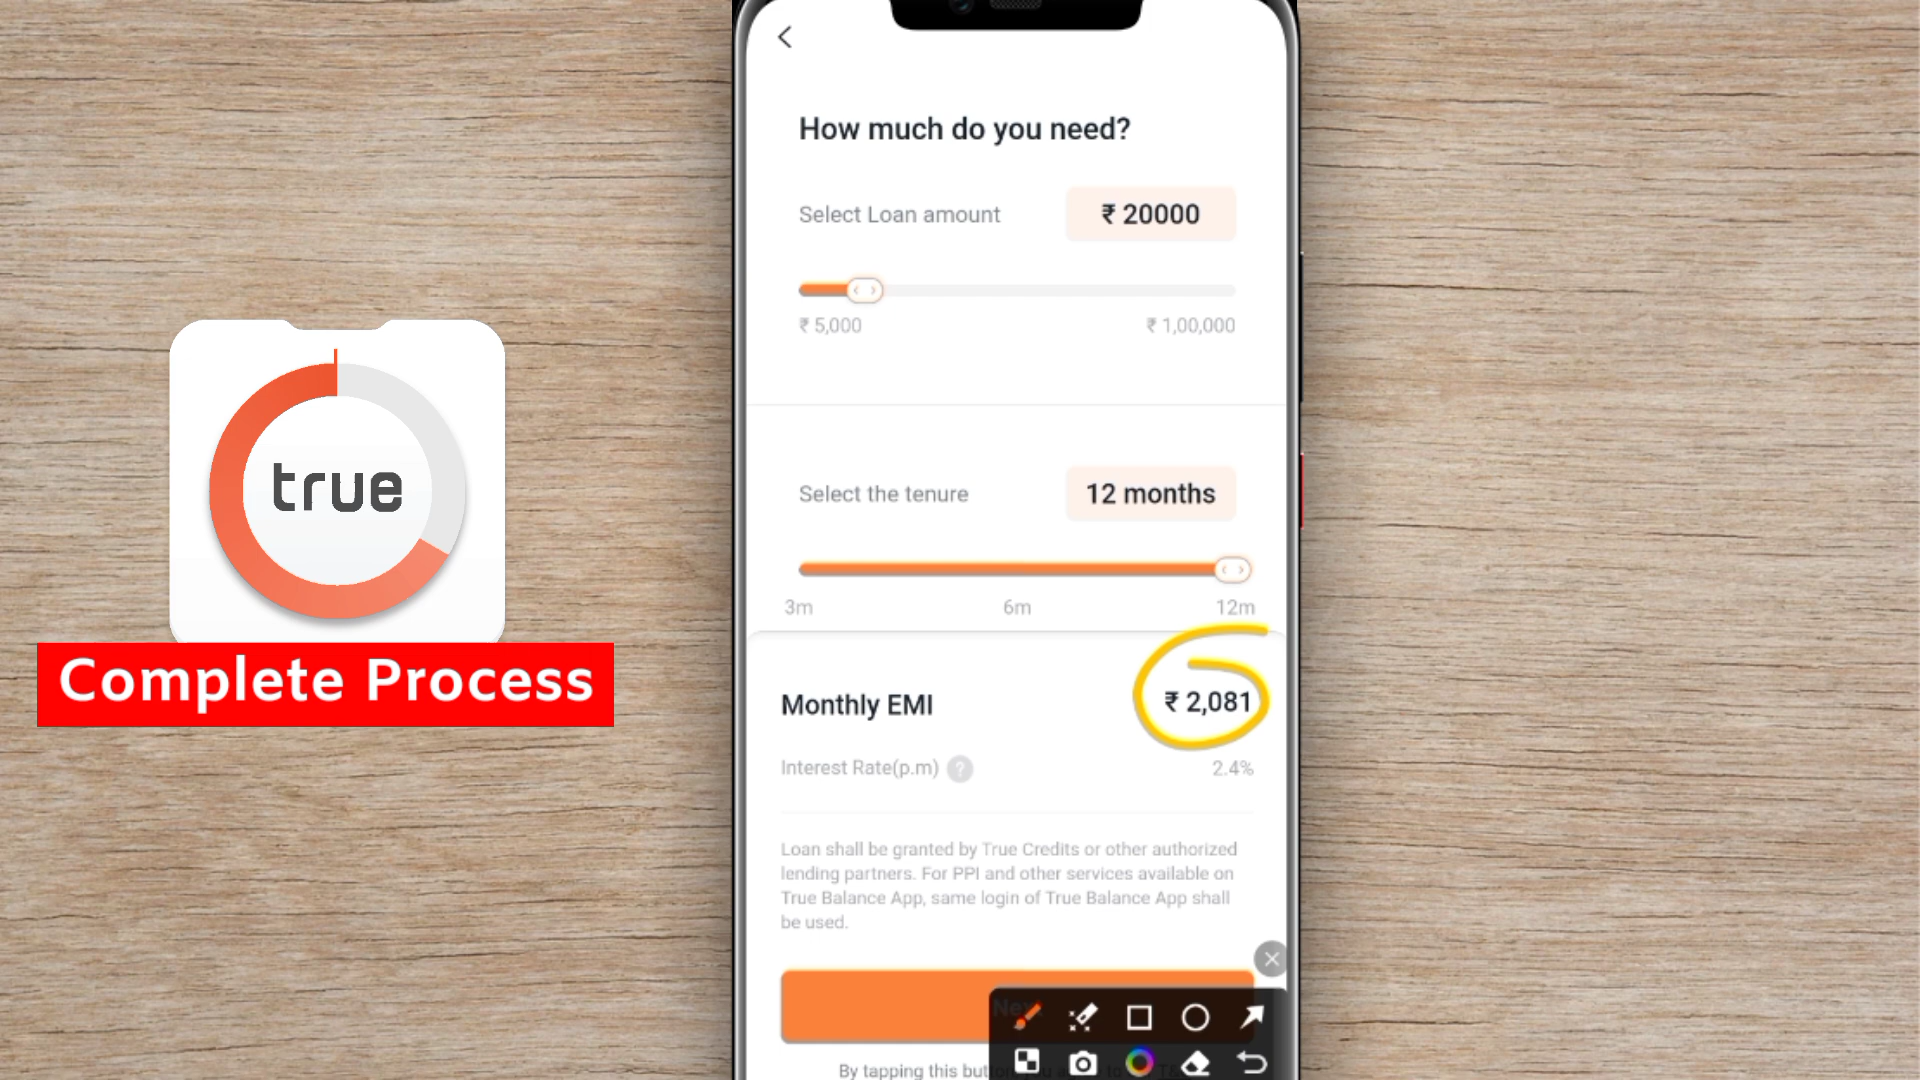 How much do you need?
Select Loan amount
₹ 20000
₹ 5,000
₹ 1,00,000
Select the tenure
12 months
3m
6m
12m
Monthly EMI
₹ 2,081
Interest Rate(p.m) ?
2.4%
Loan shall be granted by True Credits or other authorized
lending partners. For PPI and other services available on
True Balance App, same login of True Balance App shall
be used.
By tapping this
true
Complete Process